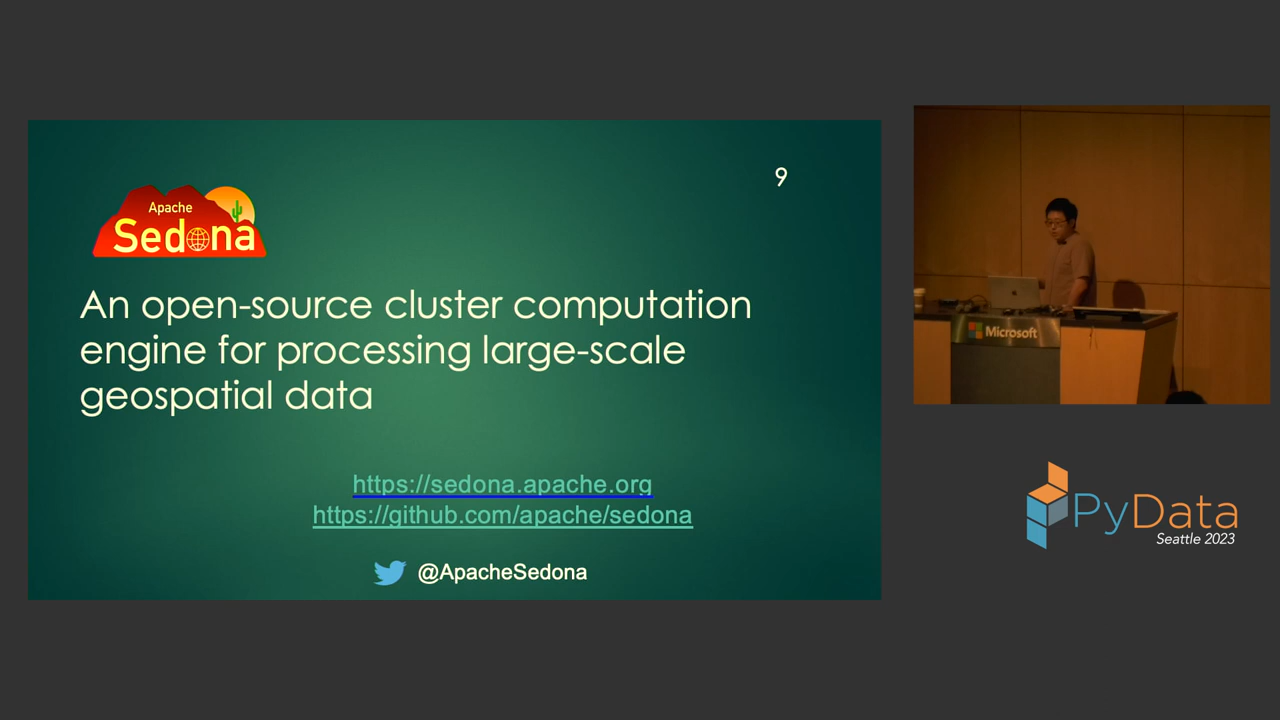 9
Apache
Sedona
An open-source cluster computation
engine for processing large-scale
geospatial data
https://sedona.apache.org
https://github.com/apache/sedona
@ApacheSedona
Microsoft
PyData
Seattle 2023